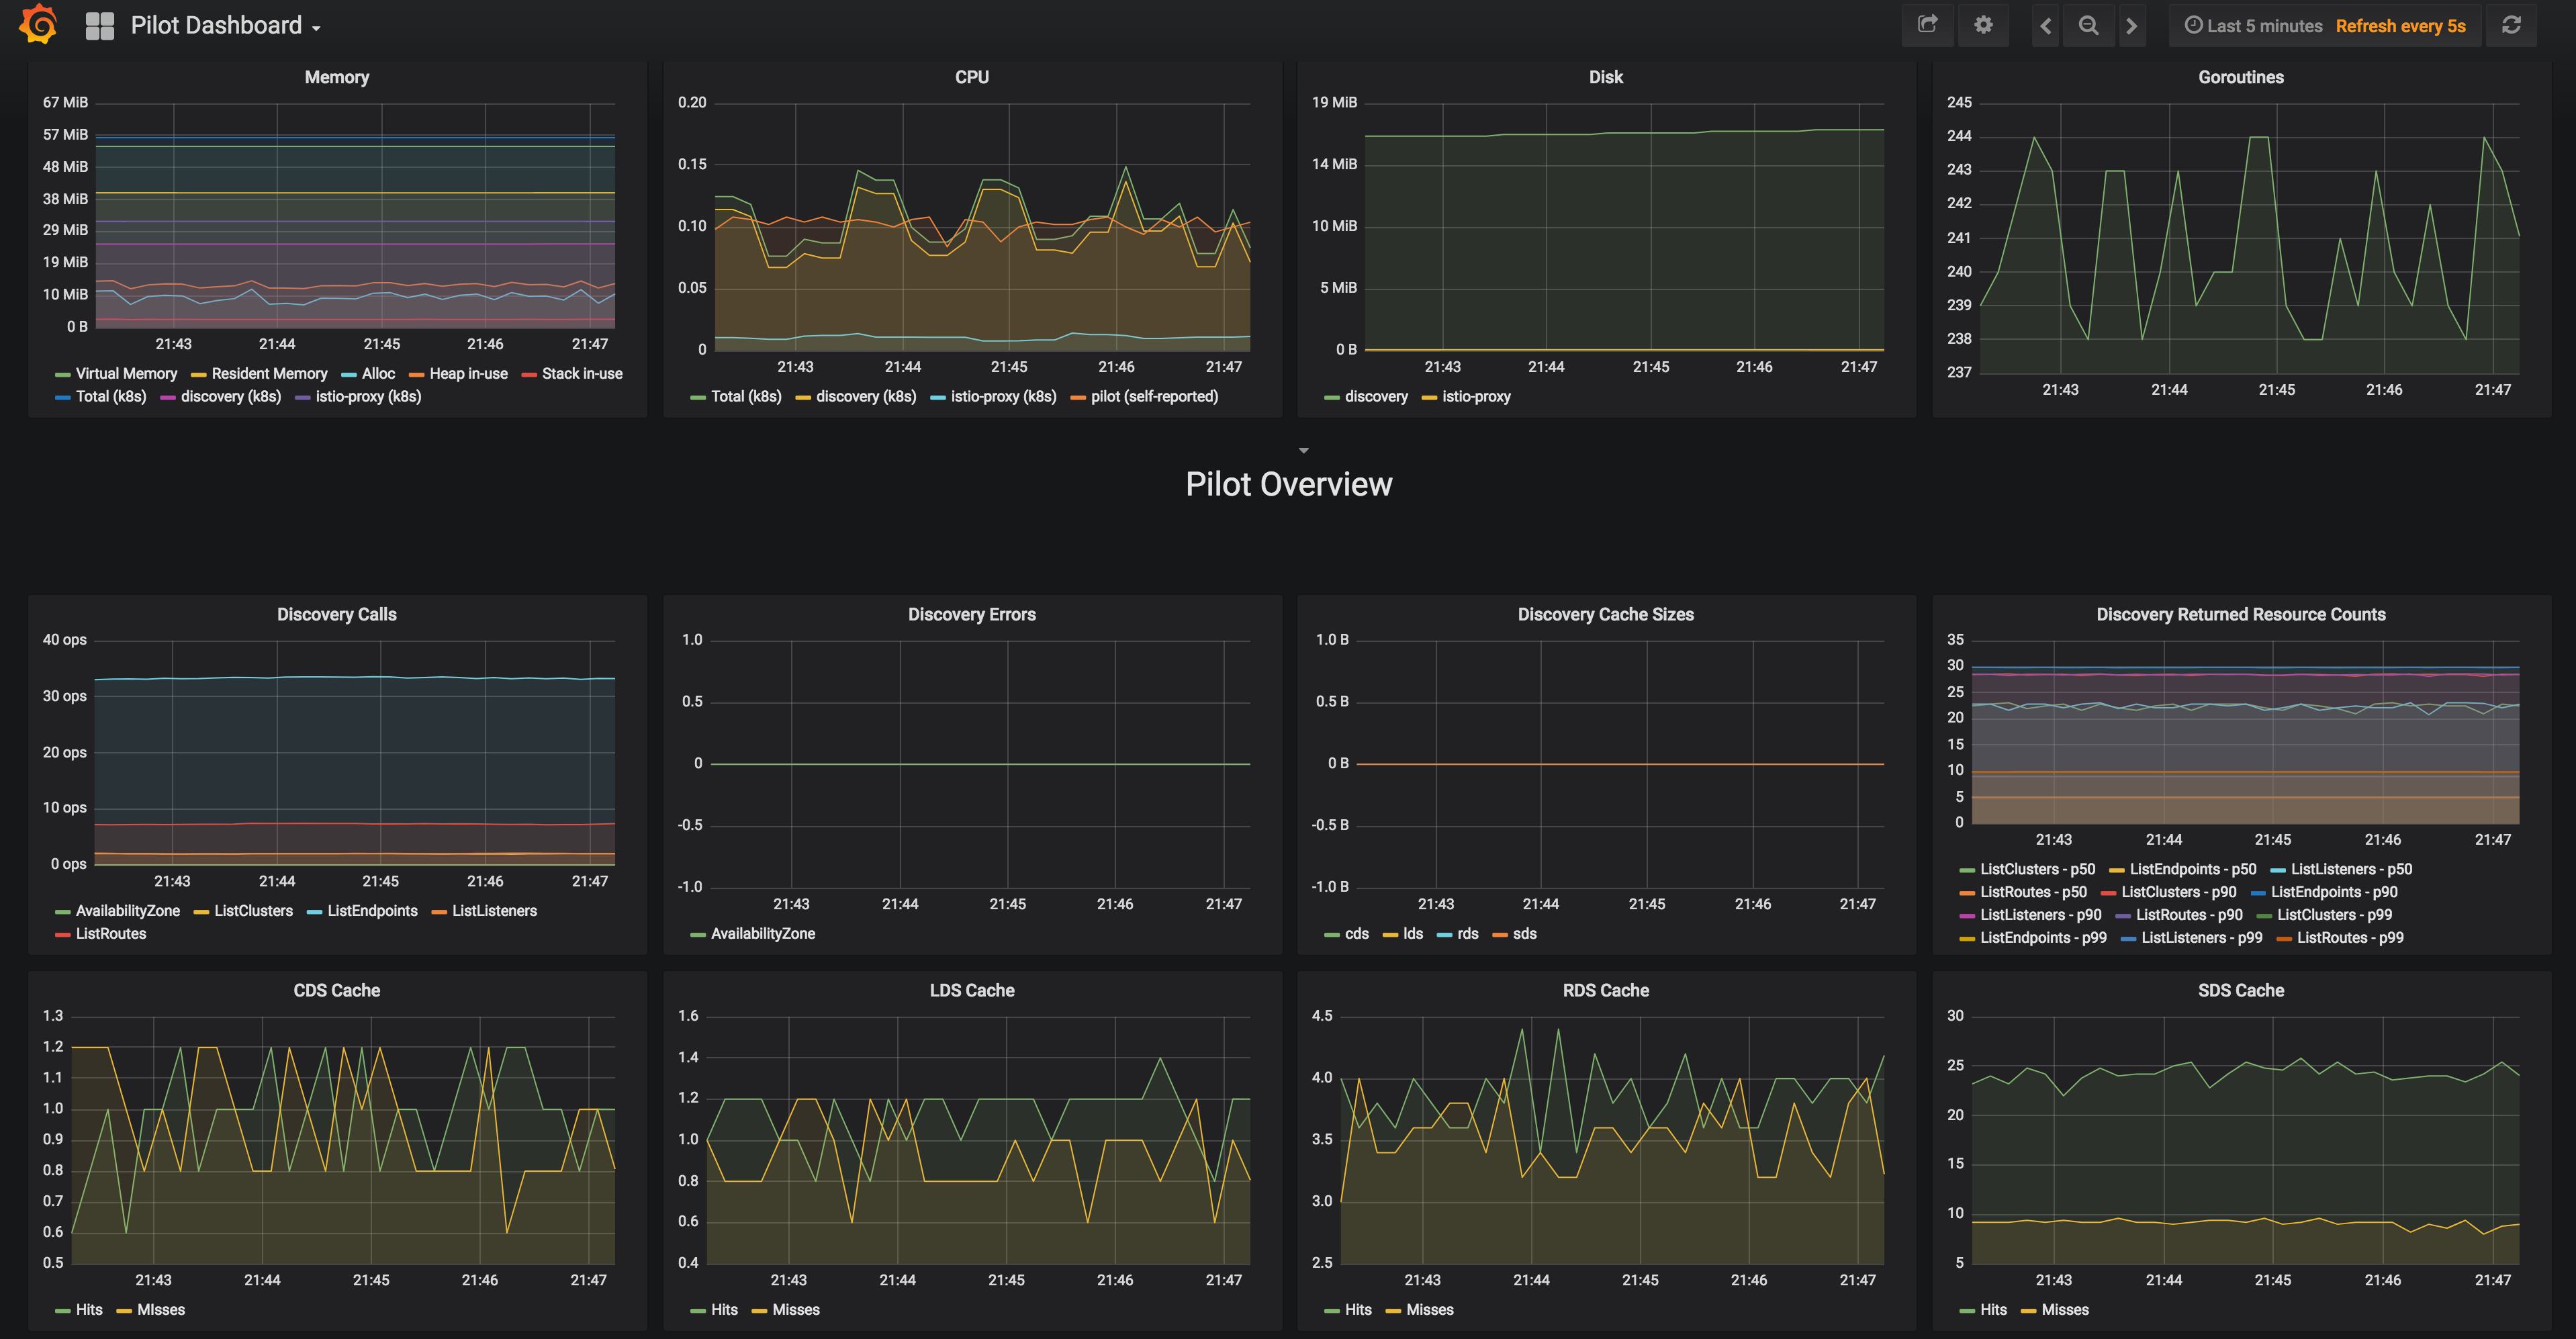 Pilot Dashboard
Last 5 minutes Refresh every 5s
Memory
67 MiB
57 MiB
48 MiB
38 MiB
29 MiB
19 MiB
10 MiB
0 B
21:43 21:44 21:45 21:46 21:47
Virtual Memory Resident Memory Alloc Heap in-use Stack in-use
Total (k8s) discovery (k8s) istio-proxy (k8s)
CPU
0.20
0.15
0.10
0.05
0
21:43 21:44 21:45 21:46 21:47
Total (k8s) discovery (k8s) istio-proxy (k8s) pilot (self-reported)
Disk
19 MiB
14 MiB
10 MiB
5 MiB
0 B
21:43 21:44 21:45 21:46 21:47
discovery istio-proxy
Goroutines
245
244
243
242
241
240
239
238
237
21:43 21:44 21:45 21:46 21:47
Pilot Overview
Discovery Calls
40 ops
30 ops
20 ops
10 ops
0 ops
21:43 21:44 21:45 21:46 21:47
AvailabilityZone ListClusters ListEndpoints ListListeners
ListRoutes
Discovery Errors
1.0
0.5
0
-0.5
-1.0
21:43 21:44 21:45 21:46 21:47
AvailabilityZone
Discovery Cache Sizes
1.0 B
0.5 B
0 B
-0.5 B
-1.0 B
21:43 21:44 21:45 21:46 21:47
cds lds rds sds
Discovery Returned Resource Counts
35
30
25
20
15
10
5
0
21:43 21:44 21:45 21:46 21:47
ListClusters - p50 ListEndpoints - p50 ListListeners - p50
ListRoutes - p50 ListClusters - p90 ListEndpoints - p90
ListListeners - p90 ListRoutes - p90 ListClusters - p99
ListEndpoints - p99 ListListeners - p99 ListRoutes - p99
CDS Cache
1.3
1.2
1.1
1.0
0.9
0.8
0.7
0.6
0.5
21:43 21:44 21:45 21:46 21:47
Hits MIsses
LDS Cache
1.6
1.4
1.2
1.0
0.8
0.6
0.4
21:43 21:44 21:45 21:46 21:47
Hits Misses
RDS Cache
4.5
4.0
3.5
3.0
2.5
21:43 21:44 21:45 21:46 21:47
Hits Misses
SDS Cache
30
25
20
15
10
5
21:43 21:44 21:45 21:46 21:47
Hits Misses